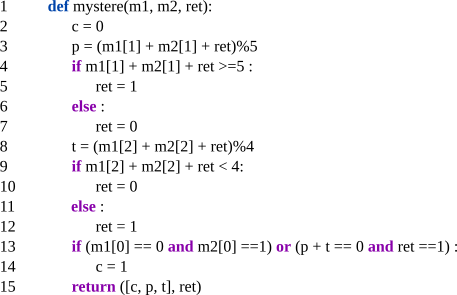 1 def mystere(m1, m2, ret):
2 c = 0
3 p = (m1[1] + m2[1] + ret)%5
4 if m1[1] + m2[1] + ret >=5 :
5 ret = 1
6 else :
7 ret = 0
8 t = (m1[2] + m2[2] + ret)%4
9 if m1[2] + m2[2] + ret < 4:
10 ret = 0
11 else :
12 ret = 1
13 if (m1[0] == 0 and m2[0] ==1) or (p + t == 0 and ret ==1) :
14 c = 1
15 return ([c, p, t], ret)